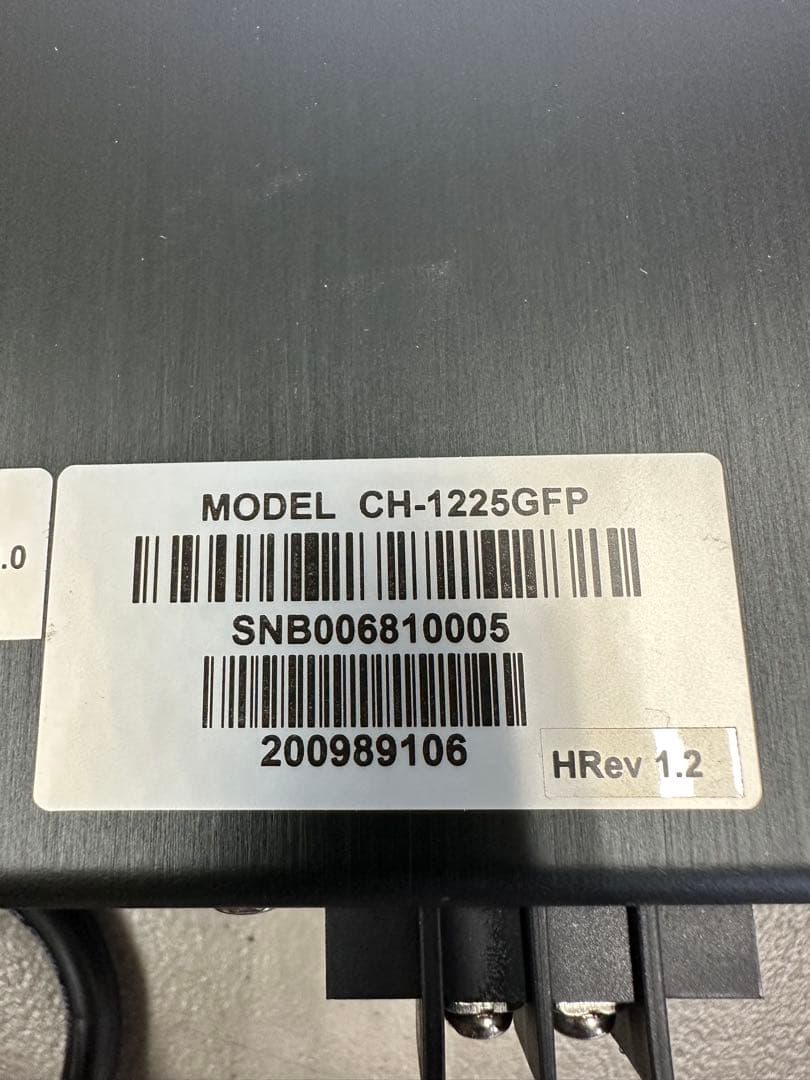 MODEL CH-1225GFP
.0
SNB006810005
200989106
HRev 1.2